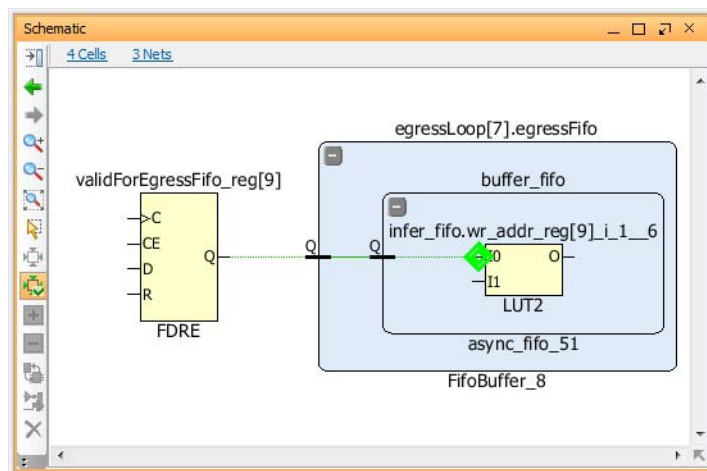 Schematic
4 Cells 3 Nets
egressLoop[7].egressFifo
validForEgressFifo_reg[9]
buffer_fifo
infer_fifo.wr_addr_reg[9]_i_1__6
C
CE
D
R
Q
Q
Q
I0
I1
O
FDRE
LUT2
async_fifo_51
FifoBuffer_8